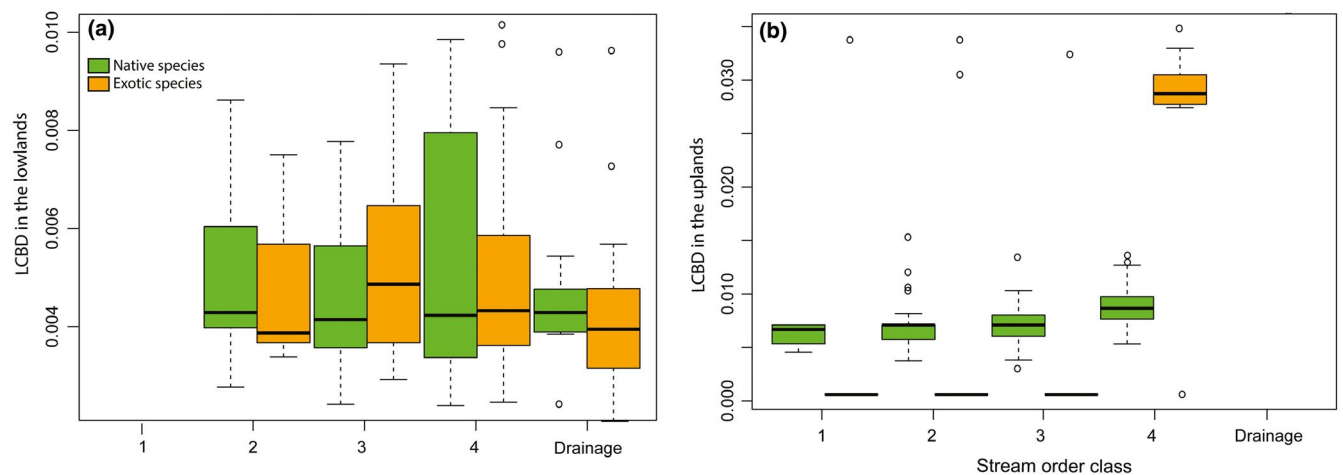 (a)
Native species
Exotic species
LCBD in the lowlands
0.010
0.008
0.006
0.004
1 2 3 4 Drainage
(b)
LCBD in the uplands
0.030
0.020
0.010
0.000
1 2 3 4 Drainage
Stream order class